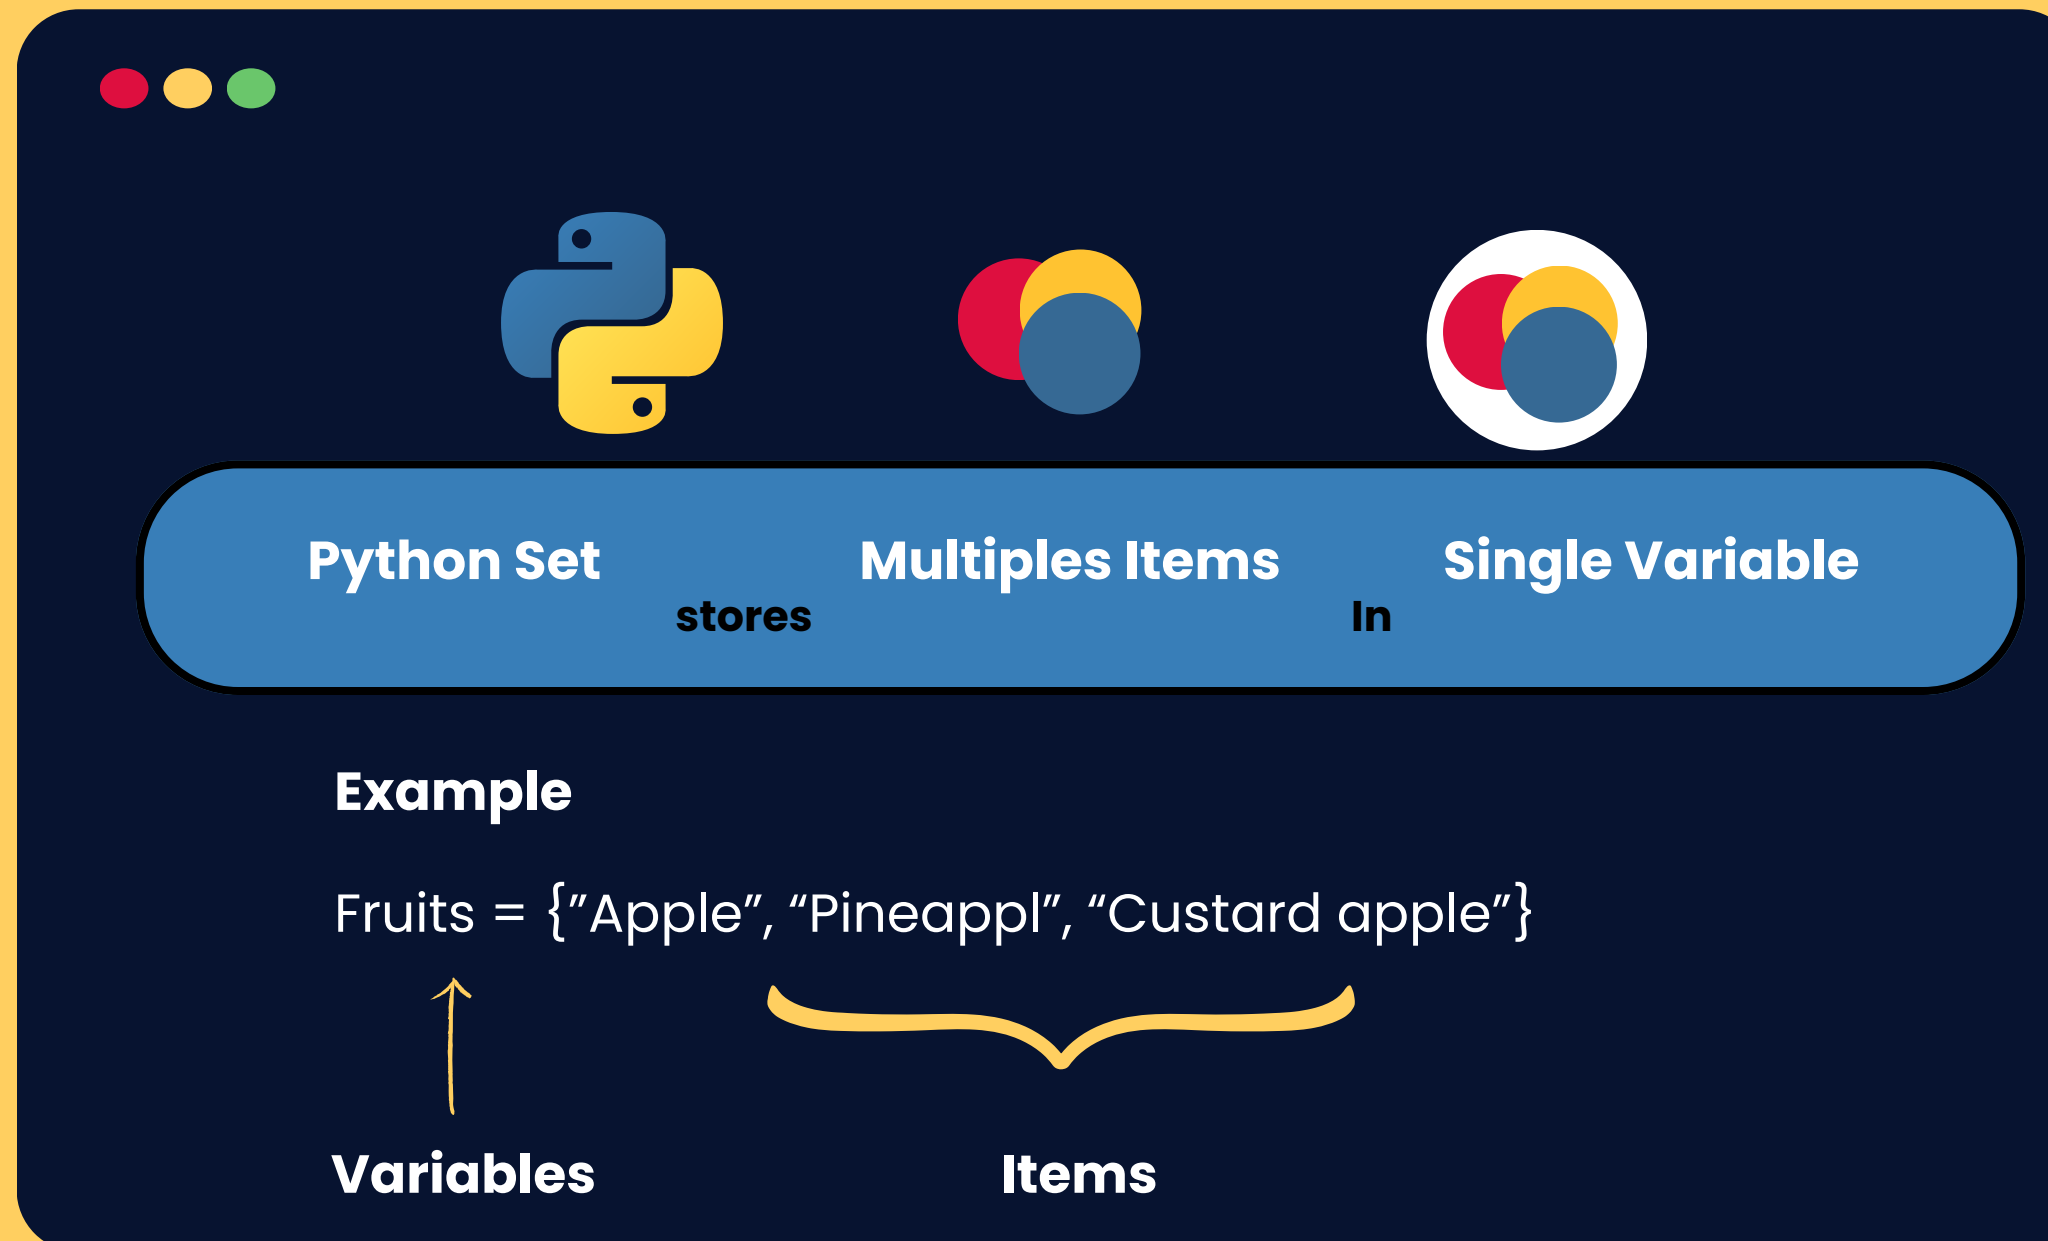 Python Set
stores
Multiples Items
In
Single Variable
Example
Fruits = {”Apple”, “Pineappl”, “Custard apple”}
Variables
Items